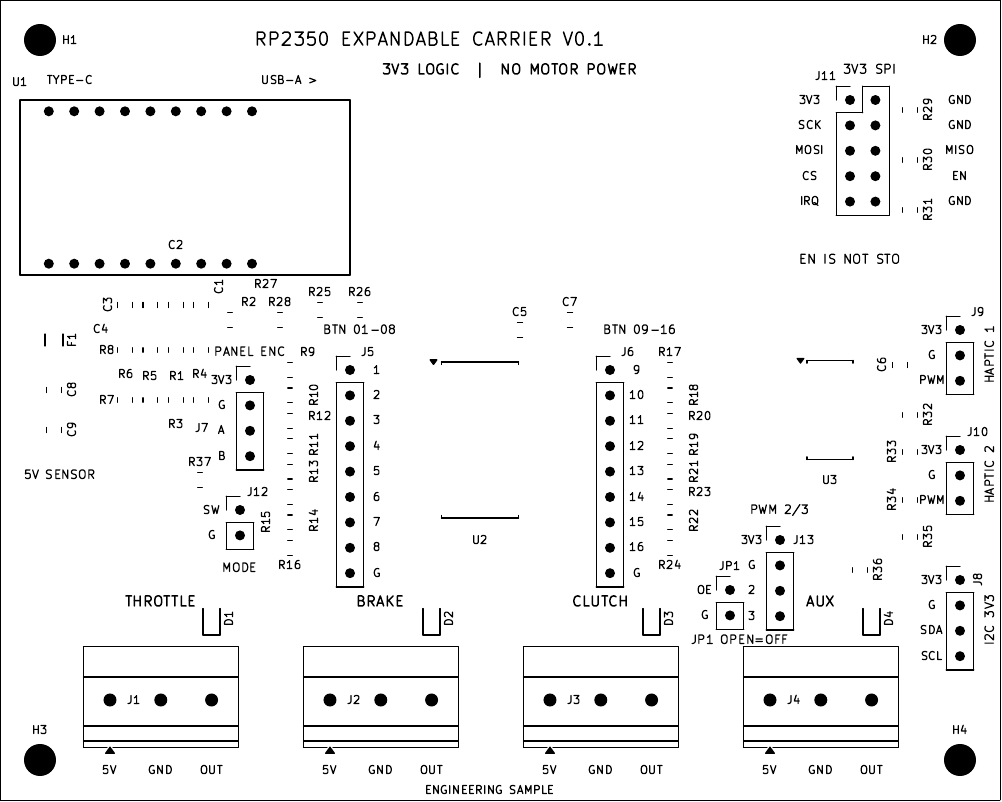 RP2350 EXPANDABLE CARRIER V0.1
H1
H2
3V3 LOGIC | NO MOTOR POWER
U1 TYPE-C USB-A >
J11 3V3 SPI
3V3 R29 GND
SCK GND
MOSI R30 MISO
CS EN
IRQ R31 GND
C2
EN IS NOT STO
C3 C1 R27
R2 R28 R25 R26
C5 C7
C4 F1
BTN 01-08
BTN 09-16
J9
3V3
G
PWM
HAPTIC 1
R8 PANEL ENC R9 J5 J6 R17 C6
R6 R5 R1 R4 3V3 1 9
C8 R7 G R10 2 10 R18
R3 J7 A R12 3 11 R20 R32
C9 B R11 4 12 R19 R33
J10
3V3
G
PWM
HAPTIC 2
5V SENSOR R37 R13 5 13 R21 U3
J12 6 14 R23 R34
SW R15 R14 7 15 R22 PWM 2/3
G U2 8 16 3V3 J13 R35
MODE R16 G G R24 JP1 G R36
OE 2
G 3
JP1 OPEN=OFF
J8
3V3
G
SDA
SCL
I2C 3V3
THROTTLE D1 BRAKE D2 CLUTCH D3 AUX D4
J1 J2 J3 J4
H3 H4
5V GND OUT 5V GND OUT 5V GND OUT 5V GND OUT
ENGINEERING SAMPLE